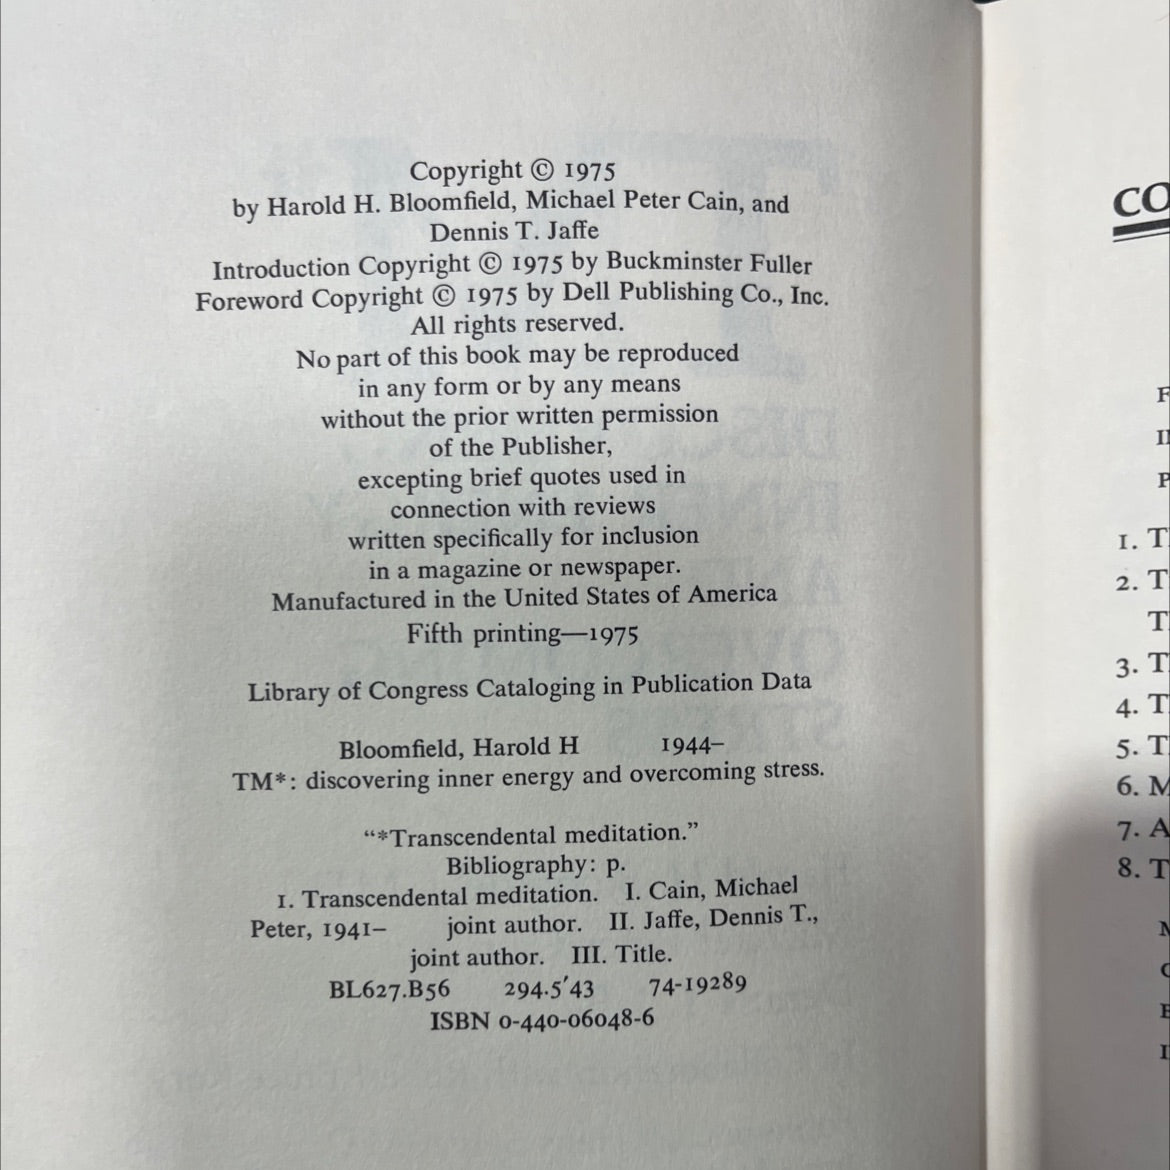 Copyright © 1975
by Harold H. Bloomfield, Michael Peter Cain, and
Dennis T. Jaffe
Introduction Copyright © 1975 by Buckminster Fuller
Foreword Copyright © 1975 by Dell Publishing Co., Inc.
All rights reserved.
No part of this book may be reproduced
in any form or by any means
without the prior written permission
of the Publisher,
excepting brief quotes used in
connection with reviews
written specifically for inclusion
in a magazine or newspaper.
Manufactured in the United States of America
Fifth printing—1975
Library of Congress Cataloging in Publication Data
Bloomfield, Harold H 1944–
TM*: discovering inner energy and overcoming stress.
“*Transcendental meditation.”
Bibliography: p.
1. Transcendental meditation. I. Cain, Michael
Peter, 1941– joint author. II. Jaffe, Dennis T.,
joint author. III. Title.
BL627.B56 294.5′43 74-19289
ISBN 0-440-06048-6
CO
F
P
1. T
2. T
T
3. T
4. T
5. T
6. M
7. A
8. T